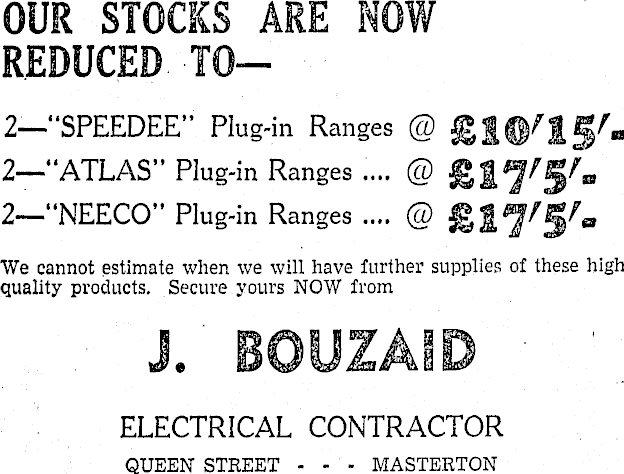 OUR STOCKS ARE NOW
REDUCED TO—
2—"SPEEDEE" Plug-in Ranges @ £10/15/-
2—"ATLAS" Plug-in Ranges .... @ £17/5/-
2—"NEECO" Plug-in Ranges .... @ £17/5/-
We cannot estimate when we will have further supplies of these high
quality products. Secure yours NOW from
J. BOUZAID
ELECTRICAL CONTRACTOR
QUEEN STREET - - - MASTERTON